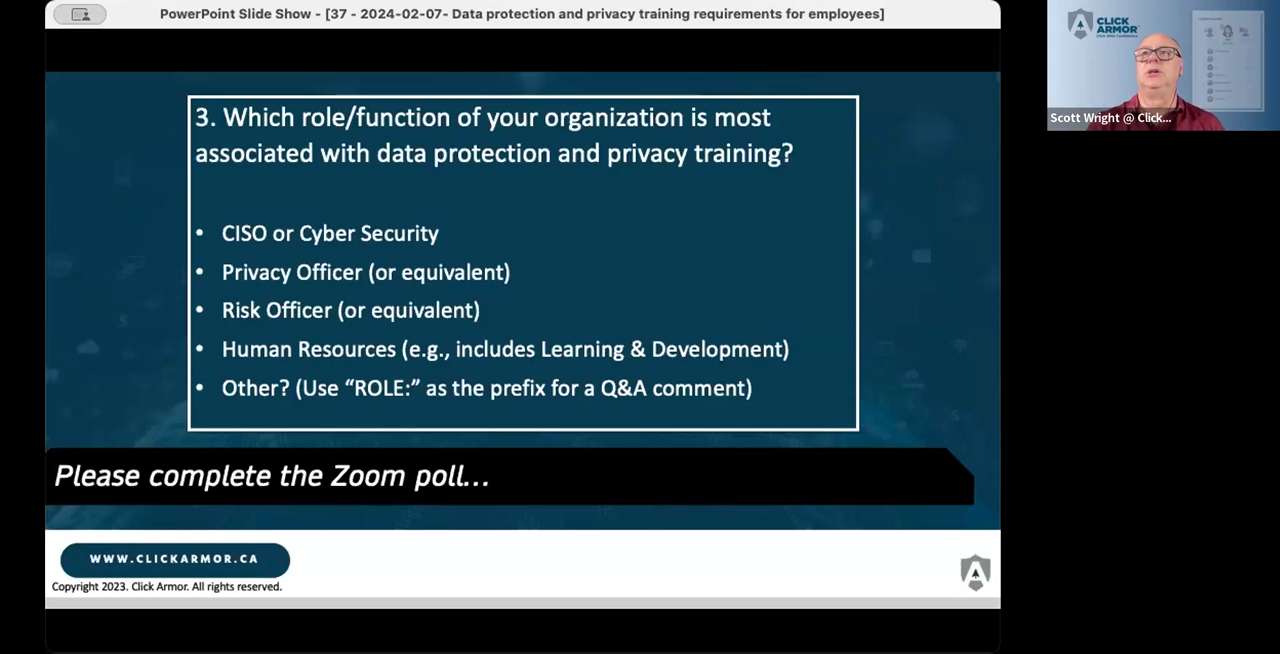 PowerPoint Slide Show - [37 - 2024-02-07- Data protection and privacy training requirements for employees]
3. Which role/function of your organization is most
associated with data protection and privacy training?
• CISO or Cyber Security
• Privacy Officer (or equivalent)
• Risk Officer (or equivalent)
• Human Resources (e.g., includes Learning & Development)
• Other? (Use “ROLE:” as the prefix for a Q&A comment)
Please complete the Zoom poll...
WWW.CLICKARMOR.CA
Copyright 2023. Click Armor. All rights reserved.
CLICK
ARMOR
Scott Wright @ Click...